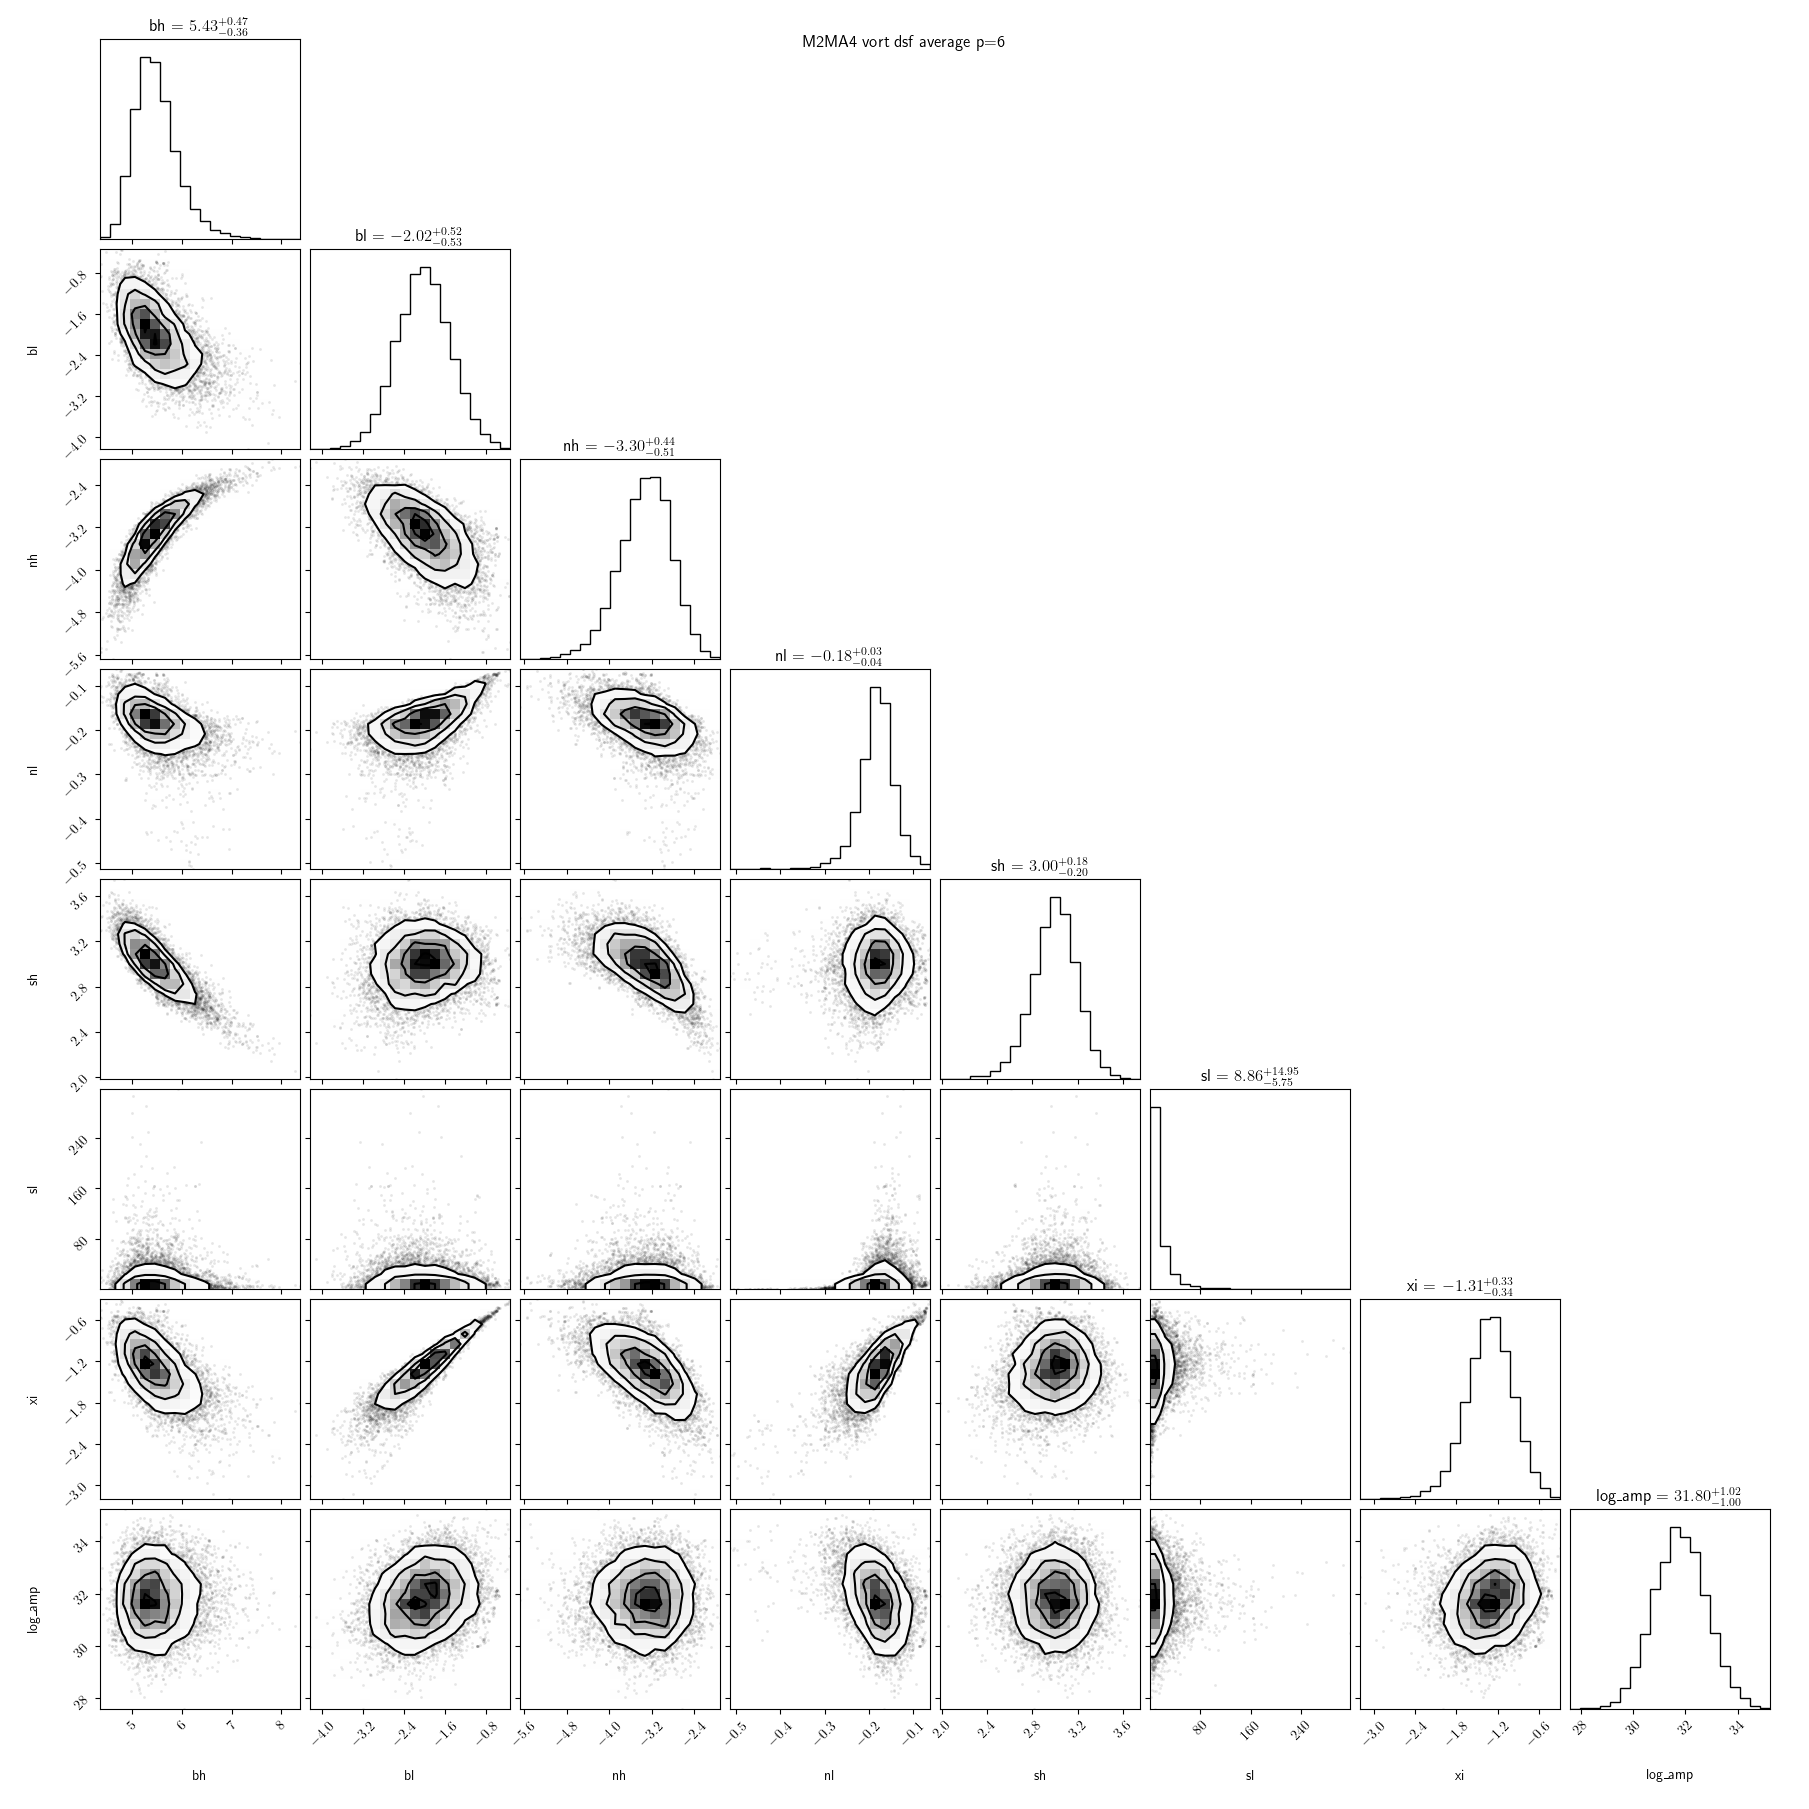 bh = 5.43 +0.47 −0.36
M2MA4 vort dsf average p=6
bl = −2.02 +0.52 −0.53
−0.8
−1.6
−2.4
−3.2
−4.0
bl
nh = −3.30 +0.44 −0.51
−2.4
−3.2
−4.0
−4.8
−5.6
nh
nl = −0.18 +0.03 −0.04
−0.1
−0.2
−0.3
−0.4
−0.5
nl
sh = 3.00 +0.18 −0.20
3.6
3.2
2.8
2.4
2.0
sh
sl = 8.86 +14.95 −5.75
240
160
80
sl
xi = −1.31 +0.33 −0.34
−0.6
−1.2
−1.8
−2.4
−3.0
xi
log_amp = 31.80 +1.02 −1.00
34
32
30
28
log_amp
5 6 7 8
−4.0 −3.2 −2.4 −1.6 −0.8
−5.6 −4.8 −4.0 −3.2 −2.4
−0.5 −0.4 −0.3 −0.2 −0.1
2.0 2.4 2.8 3.2 3.6
80 160 240
−3.0 −2.4 −1.8 −1.2 −0.6
28 30 32 34
bh bl nh nl sh sl xi log_amp